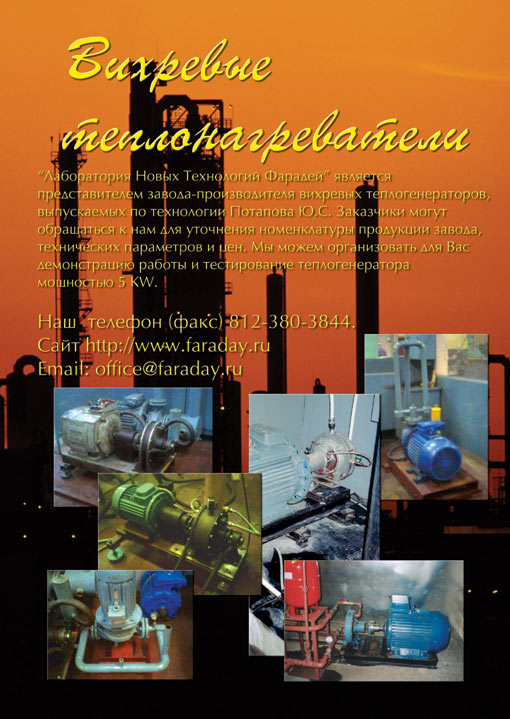 Вихревые
теплонагреватели
"Лаборатория Новых Технологий Фарадей" является
представителем завода-производителя вихревых теплогенераторов,
выпускаемых по технологии Потапова Ю.С. Заказчики могут
обращаться к нам для уточнения номенклатуры продукции завода,
технических параметров и цен. Мы можем организовать для Вас
демонстрацию работы и тестирование теплогенератора
мощностью 5 KW.
Наш телефон (факс) 812-380-3844.
Сайт http://www.faraday.ru
Email: office@faraday.ru